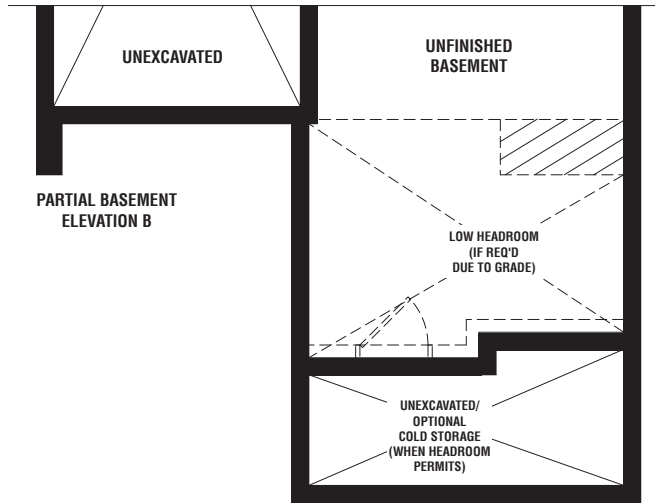 UNEXCAVATED
UNFINISHED
BASEMENT
PARTIAL BASEMENT
ELEVATION B
LOW HEADROOM
(IF REQ'D
DUE TO GRADE)
UNEXCAVATED/
OPTIONAL
COLD STORAGE
(WHEN HEADROOM
PERMITS)